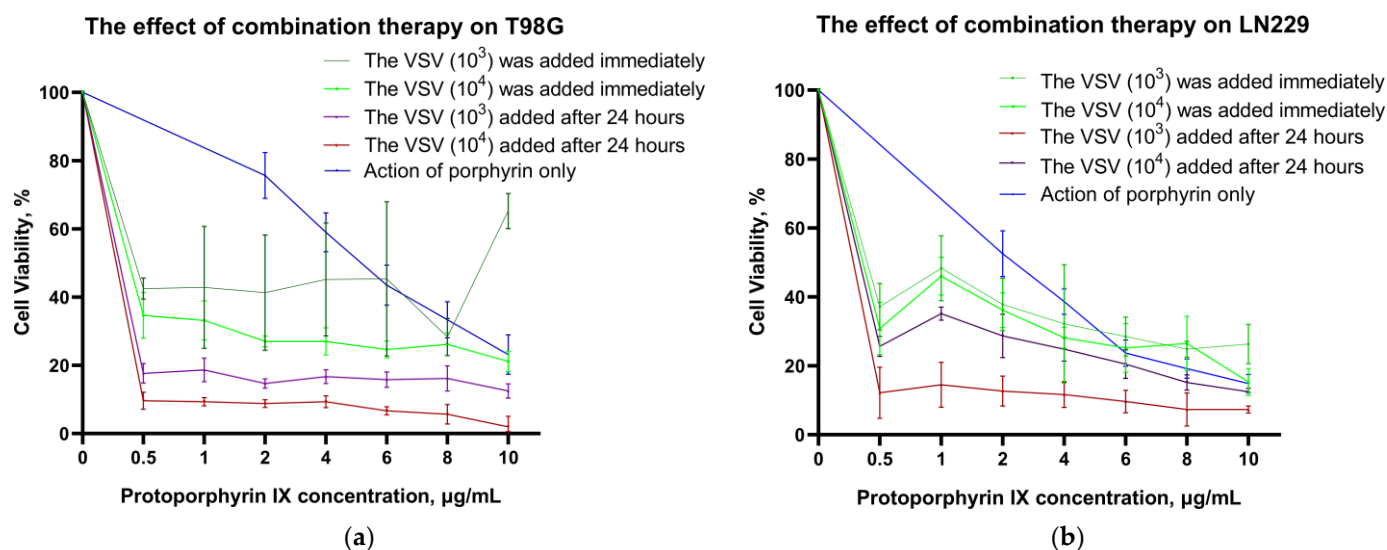 The effect of combination therapy on T98G
The VSV (10³) was added immediately
The VSV (10⁴) was added immediately
The VSV (10³) added after 24 hours
The VSV (10⁴) added after 24 hours
Action of porphyrin only
Cell Viability, %
100
80
60
40
20
0
0 0.5 1 2 4 6 8 10
Protoporphyrin IX concentration, µg/mL
(a)
The effect of combination therapy on LN229
The VSV (10³) was added immediately
The VSV (10⁴) was added immediately
The VSV (10³) added after 24 hours
The VSV (10⁴) added after 24 hours
Action of porphyrin only
Cell Viability, %
100
80
60
40
20
0
0 0.5 1 2 4 6 8 10
Protoporphyrin IX concentration, µg/mL
(b)